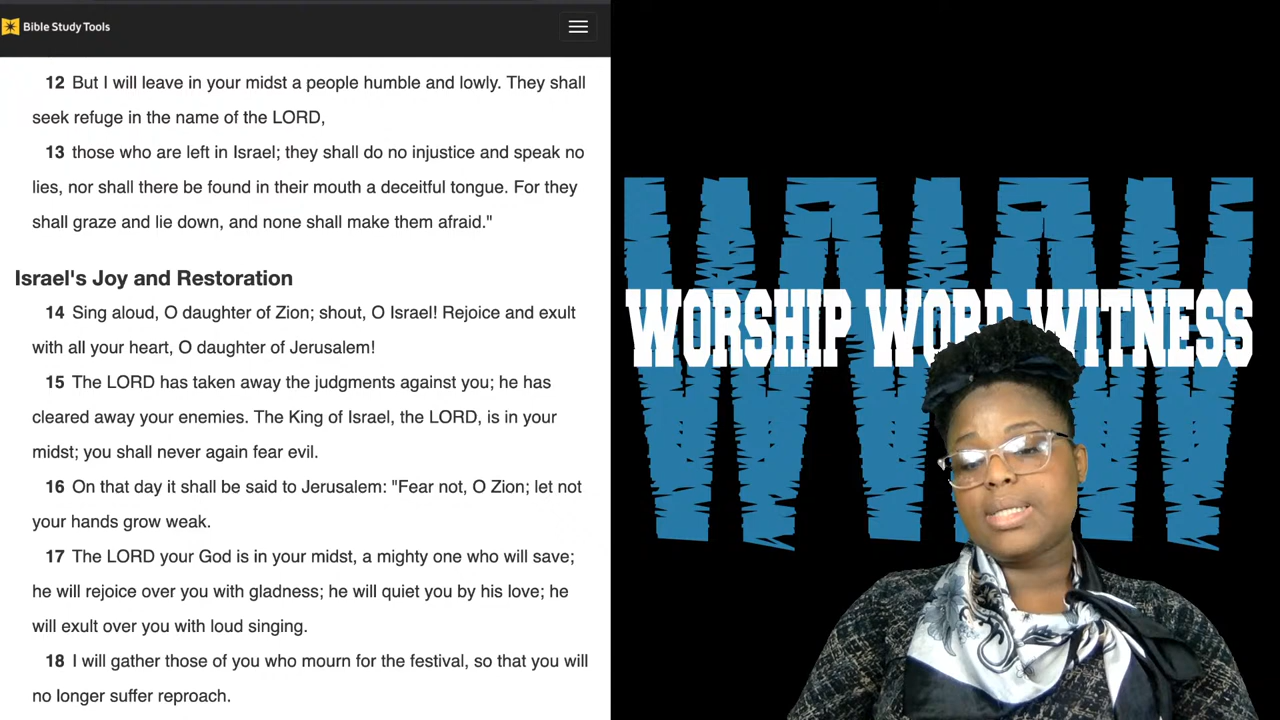 Bible Study Tools
12 But I will leave in your midst a people humble and lowly. They shall
seek refuge in the name of the LORD,
13 those who are left in Israel; they shall do no injustice and speak no
lies, nor shall there be found in their mouth a deceitful tongue. For they
shall graze and lie down, and none shall make them afraid."
Israel's Joy and Restoration
14 Sing aloud, O daughter of Zion; shout, O Israel! Rejoice and exult
with all your heart, O daughter of Jerusalem!
15 The LORD has taken away the judgments against you; he has
cleared away your enemies. The King of Israel, the LORD, is in your
midst; you shall never again fear evil.
16 On that day it shall be said to Jerusalem: "Fear not, O Zion; let not
your hands grow weak.
17 The LORD your God is in your midst, a mighty one who will save;
he will rejoice over you with gladness; he will quiet you by his love; he
will exult over you with loud singing.
18 I will gather those of you who mourn for the festival, so that you will
no longer suffer reproach.
WWW
WORSHIP WORD WITNESS